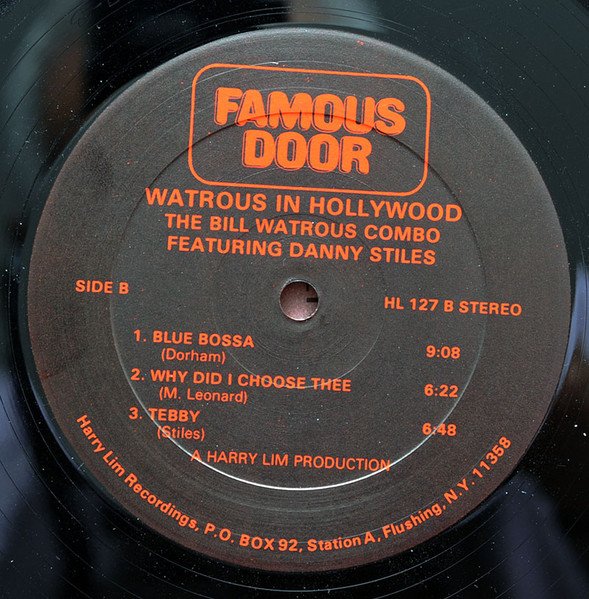 FAMOUS
DOOR
WATROUS IN HOLLYWOOD
THE BILL WATROUS COMBO
FEATURING DANNY STILES
SIDE B
HL 127 B STEREO
1. BLUE BOSSA 9:08
(Dorham)
2. WHY DID I CHOOSE THEE 6:22
(M. Leonard)
3. TEBBY 6:48
(Stiles)
A HARRY LIM PRODUCTION
Harry Lim Recordings, P.O. BOX 92, Station A, Flushing, N.Y. 11358